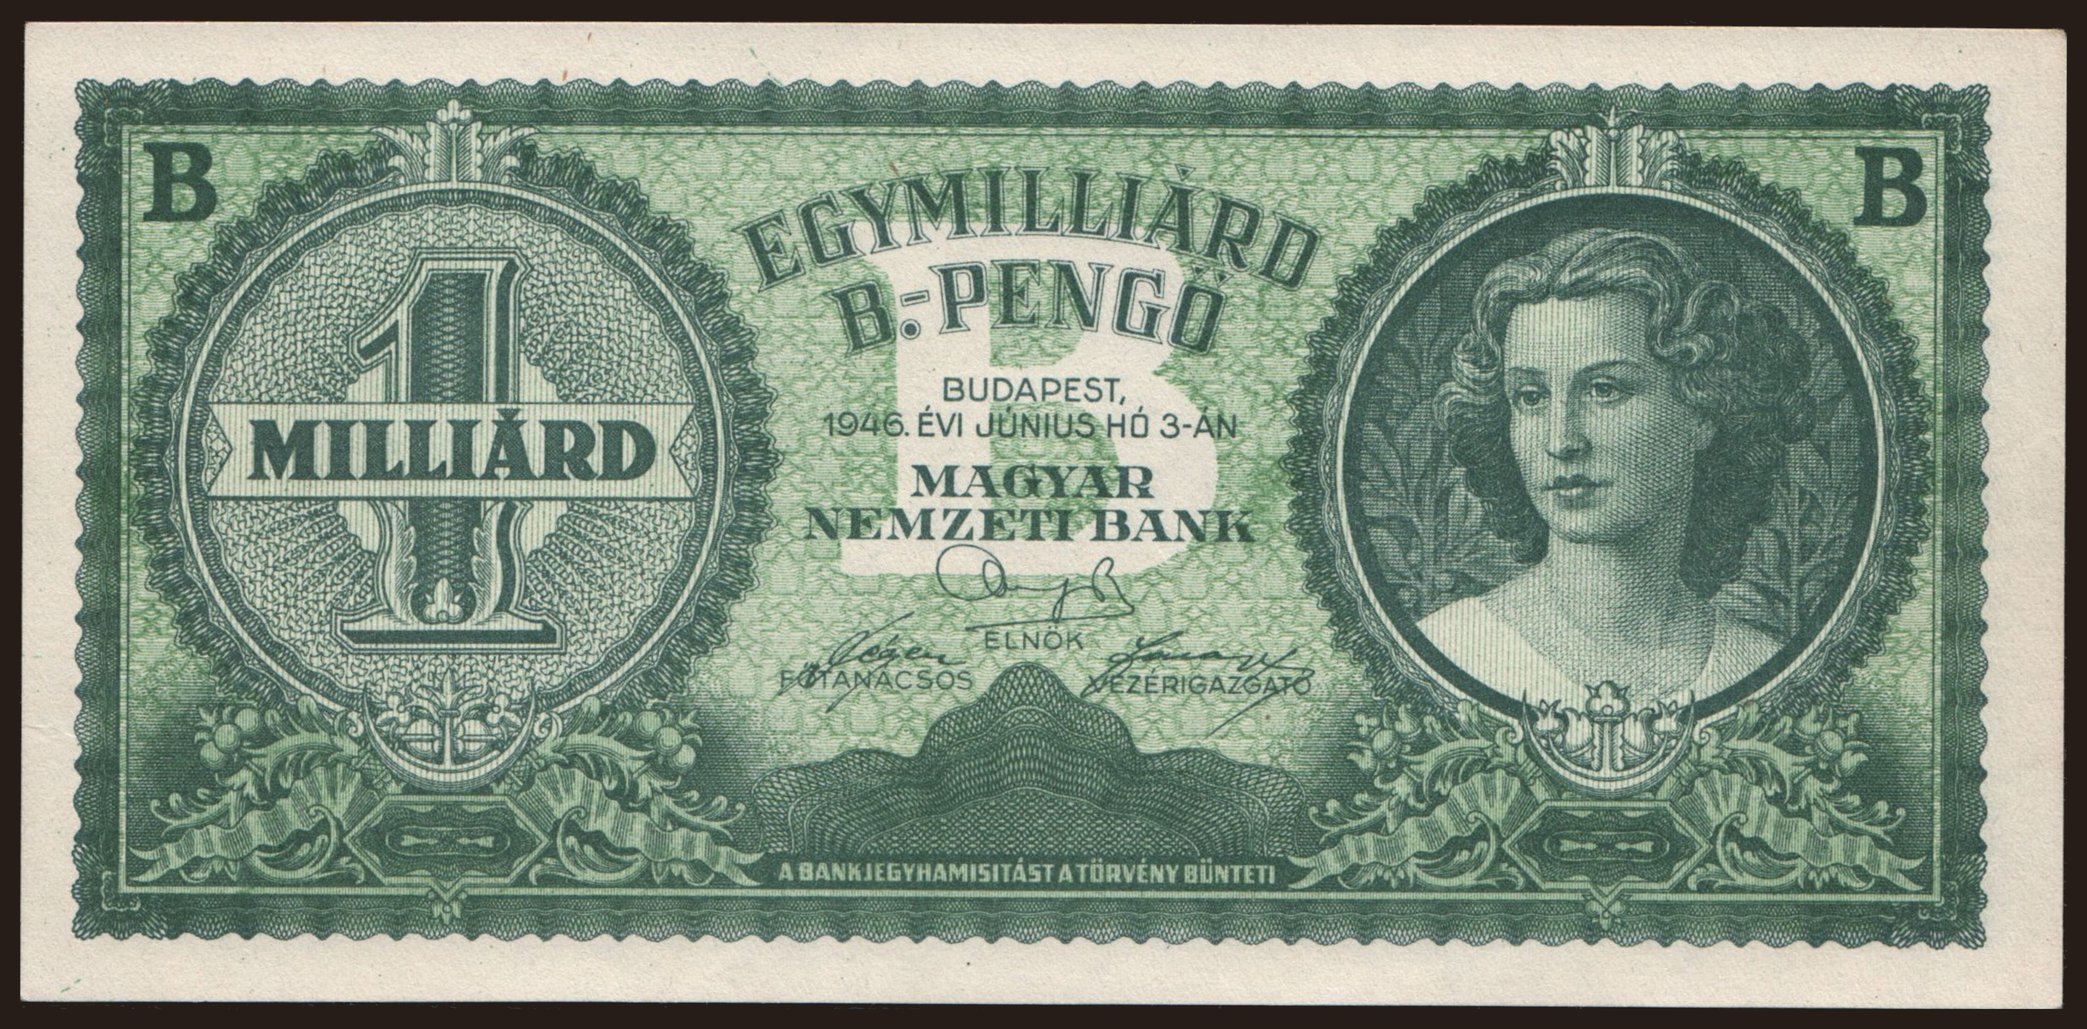 B
B
EGYMILLIÁRD
B.-PENGŐ
B
1
MILLIÁRD
BUDAPEST,
1946. ÉVI JÚNIUS HÓ 3-ÁN
MAGYAR
NEMZETI BANK
ELNÖK
FŐTANÁCSOS
VEZÉRIGAZGATÓ
A BANKJEGYHAMISITÁST A TÖRVÉNY BÜNTETI